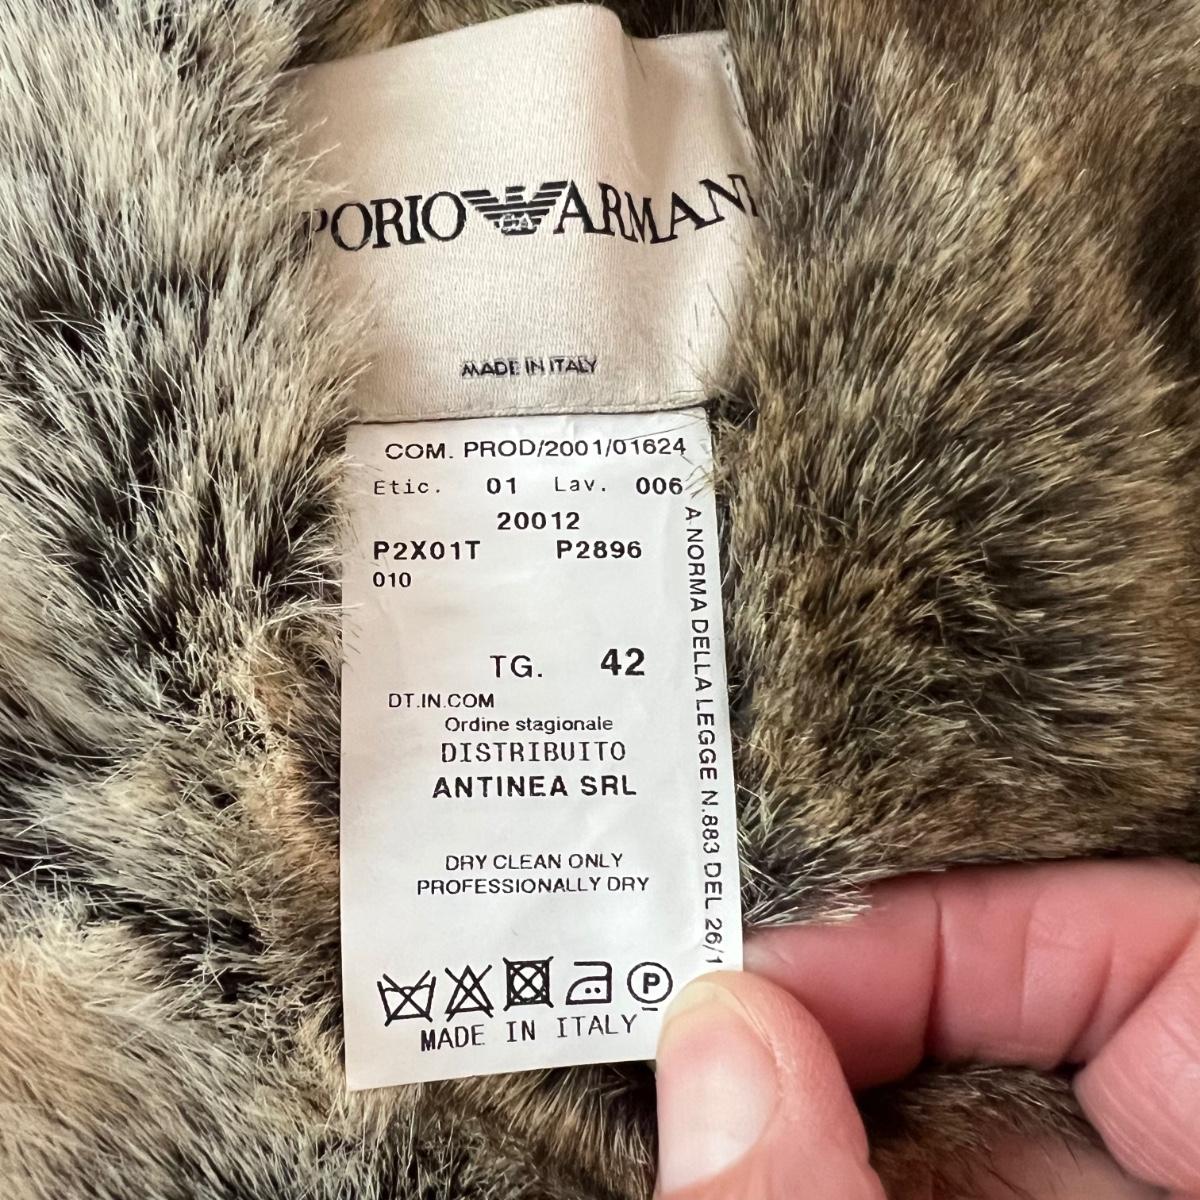 PORIO EA ARMANI
MADE IN ITALY
COM. PROD/2001/01624
Etic. 01 Lav. 006
20012
P2X01T P2896
010
TG. 42
DT.IN.COM
Ordine stagionale
DISTRIBUITO
ANTINEA SRL
DRY CLEAN ONLY
PROFESSIONALLY DRY
P
MADE IN ITALY
A NORMA DELLA LEGGE N.883 DEL 26/1